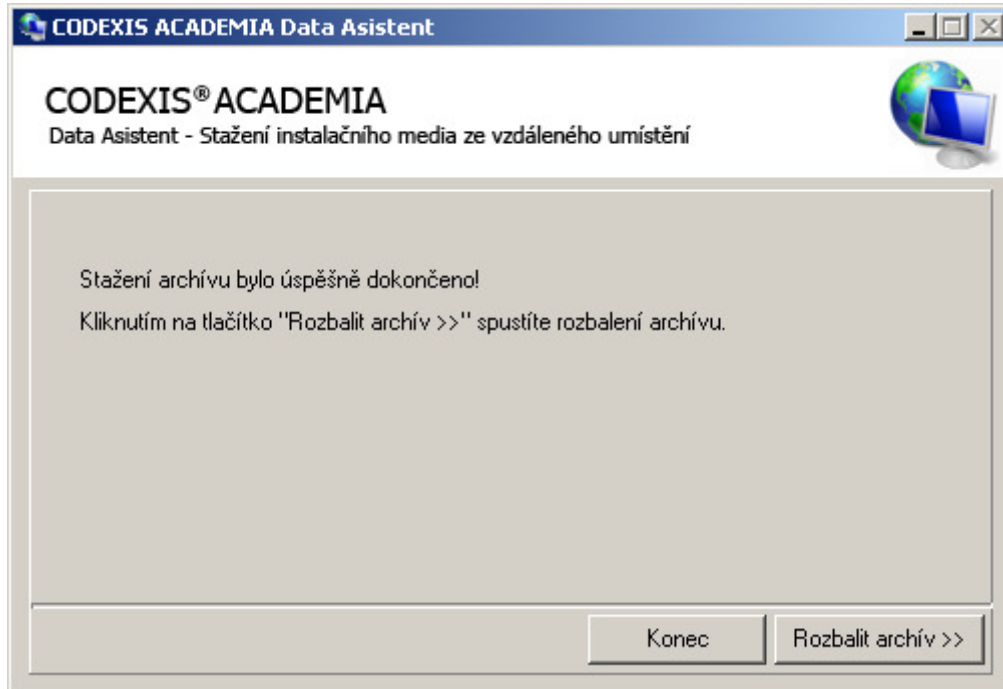 CODEXIS ACADEMIA Data Asistent
CODEXIS® ACADEMIA
Data Asistent - Stažení instalačního media ze vzdáleného umístění
Stažení archívu bylo úspěšně dokončeno!
Kliknutím na tlačítko "Rozbalit archív >>" spustíte rozbalení archívu.
Konec
Rozbalit archív >>